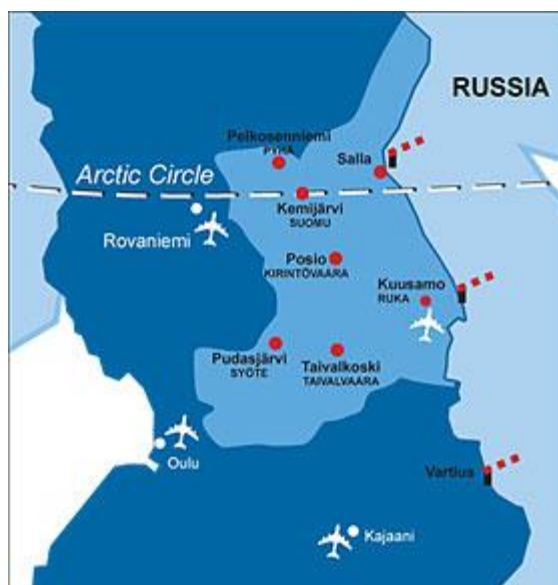 RUSSIA
Pelkosenniemi
PYHÄ
Salla
Arctic Circle
Kemijärvi
SUOMU
Rovaniemi
Posio
KIRINTÖVAARA
Kuusamo
RUKA
Pudasjärvi
SYÖTE
Taivalkoski
TAIVALVAARA
Oulu
Vartius
Kajaani